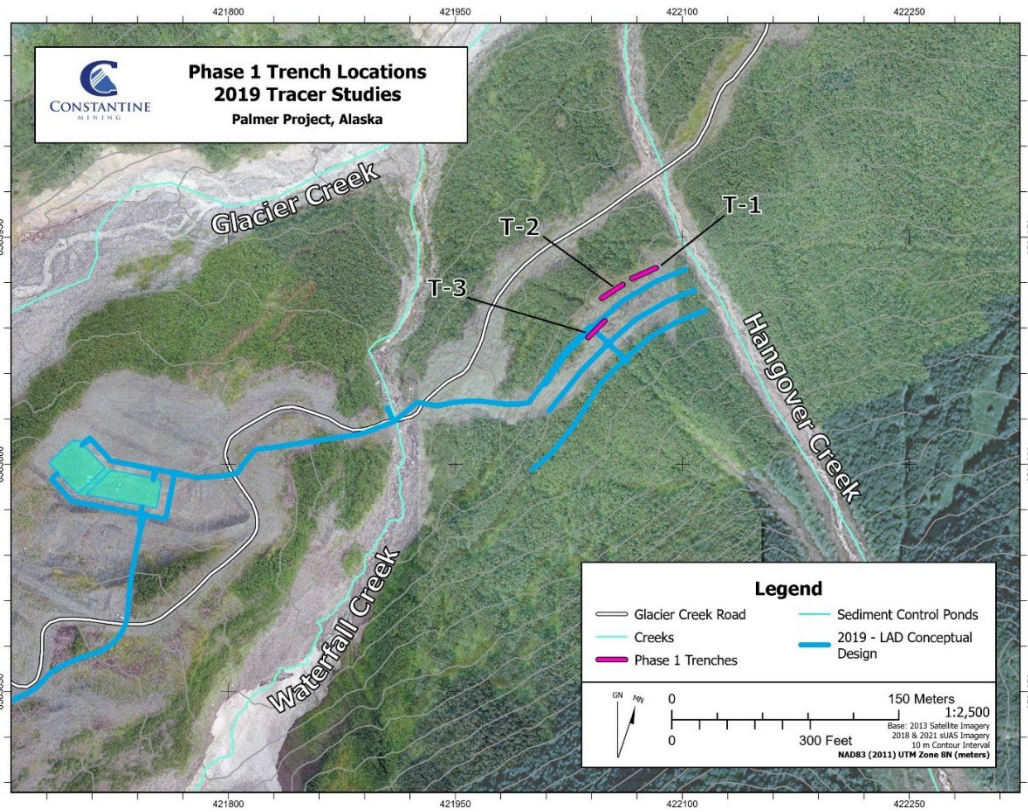 421800 421950 422100 422250
CONSTANTINE
MINING
Phase 1 Trench Locations
2019 Tracer Studies
Palmer Project, Alaska
Glacier Creek
T-1
T-2
T-3
Hangover Creek
Waterfall Creek
Legend
Glacier Creek Road
Creeks
Phase 1 Trenches
Sediment Control Ponds
2019 - LAD Conceptual
Design
GN MN
0 150 Meters
0 300 Feet
1:2,500
Base: 2013 Satellite Imagery
2018 & 2021 sUAS Imagery
10 m Contour Interval
NAD83 (2011) UTM Zone 8N (meters)
421800 421950 422100 422250